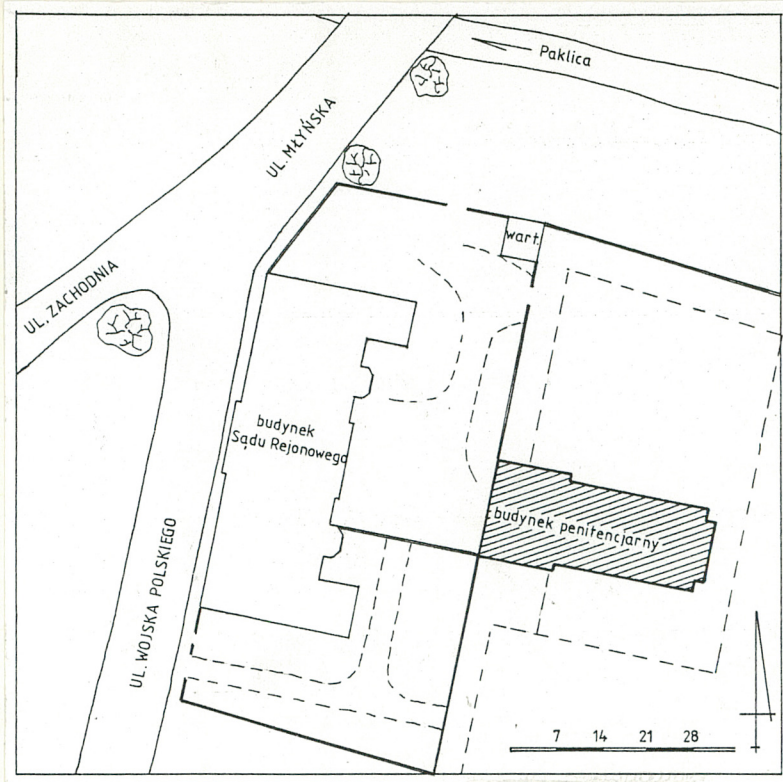 Paklica
UL. MŁYŃSKA
wart.
UL. ZACHODNIA
budynek
Sądu Rejonowego
budynek penitencjarny
UL. WOJSKA POLSKIEGO
7 14 21 28